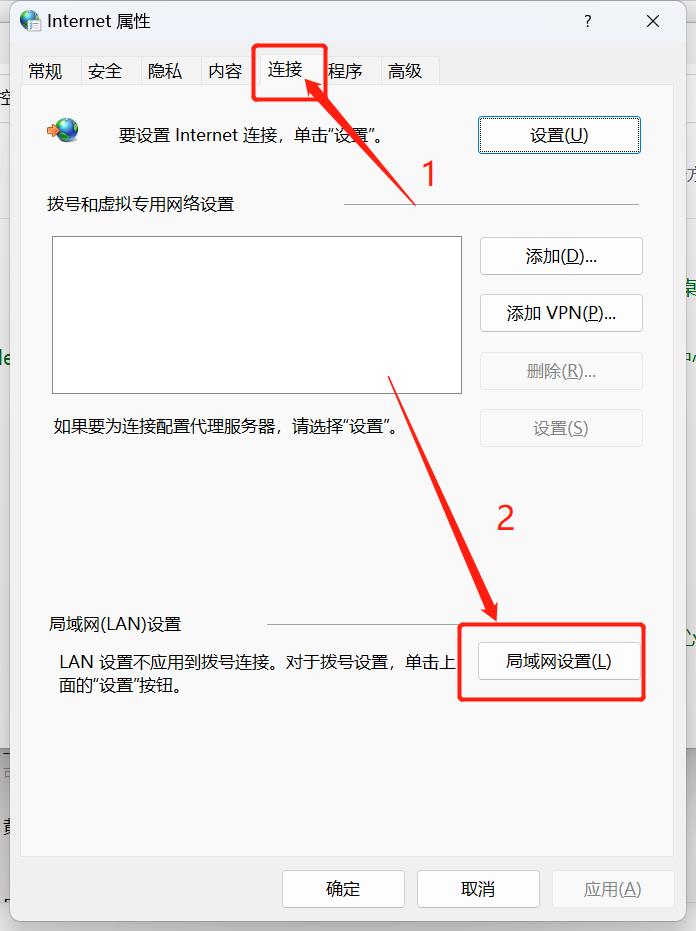 Internet 属性
?
常规 安全 隐私 内容 连接 程序 高级
要设置 Internet 连接，单击“设置”。
设置(U)
1
拨号和虚拟专用网络设置
添加(D)...
添加 VPN(P)...
删除(R)...
如果要为连接配置代理服务器，请选择“设置”。
设置(S)
2
局域网(LAN)设置
LAN 设置不应用到拨号连接。对于拨号设置，单击上
面的“设置”按钮。
局域网设置(L)
确定
取消
应用(A)